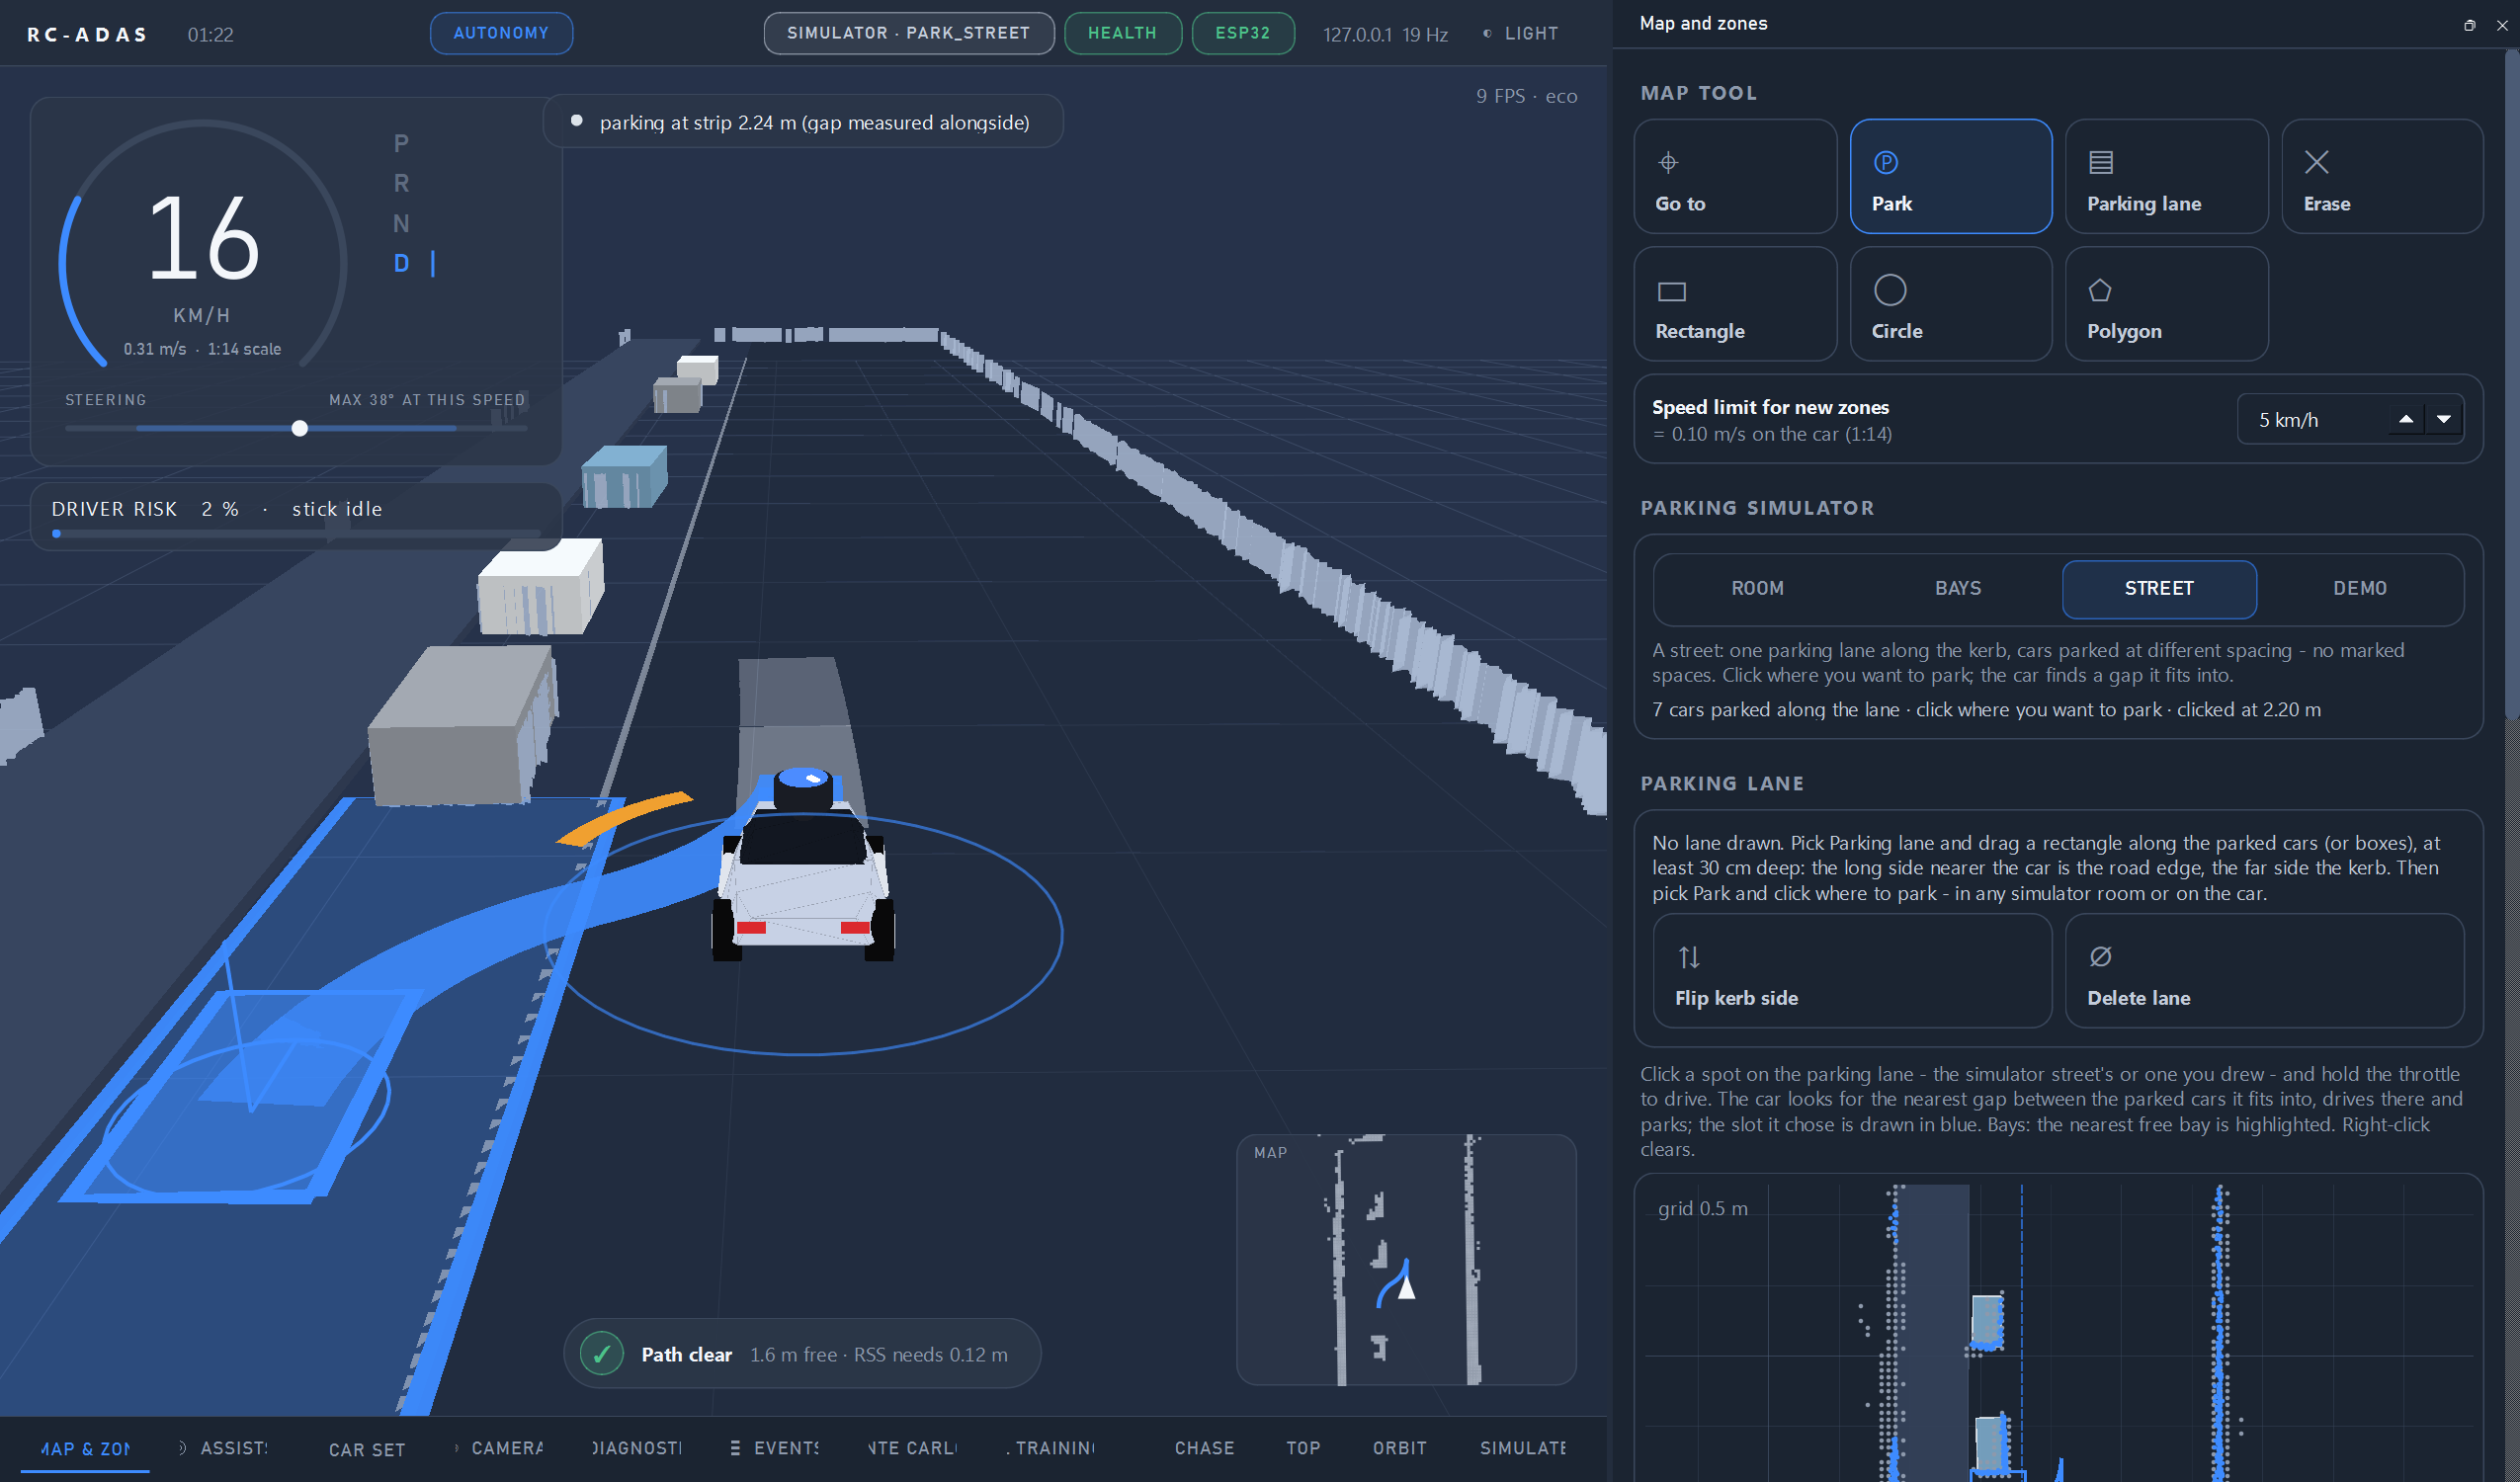 RC-ADAS 01:22 AUTONOMY SIMULATOR · PARK_STREET HEALTH ESP32 127.0.0.1 19 Hz LIGHT
9 FPS · eco
parking at strip 2.24 m (gap measured alongside)
P
R
N
D
16
KM/H
0.31 m/s · 1:14 scale
STEERING MAX 38° AT THIS SPEED
DRIVER RISK 2 % · stick idle
MAP
Path clear 1.6 m free · RSS needs 0.12 m
MAP & ZON ASSIST CAR SET CAMERA DIAGNOSTI EVENTS NTE CARL TRAINING CHASE TOP ORBIT SIMULATE
Map and zones
MAP TOOL
Go to Park Parking lane Erase
Rectangle Circle Polygon
Speed limit for new zones
= 0.10 m/s on the car (1:14)
5 km/h
PARKING SIMULATOR
ROOM BAYS STREET DEMO
A street: one parking lane along the kerb, cars parked at different spacing - no marked
spaces. Click where you want to park; the car finds a gap it fits into.
7 cars parked along the lane · click where you want to park · clicked at 2.20 m
PARKING LANE
No lane drawn. Pick Parking lane and drag a rectangle along the parked cars (or boxes), at
least 30 cm deep: the long side nearer the car is the road edge, the far side the kerb. Then
pick Park and click where to park - in any simulator room or on the car.
Flip kerb side Delete lane
Click a spot on the parking lane - the simulator street's or one you drew - and hold the throttle
to drive. The car looks for the nearest gap between the parked cars it fits into, drives there and
parks; the slot it chose is drawn in blue. Bays: the nearest free bay is highlighted. Right-click
clears.
grid 0.5 m